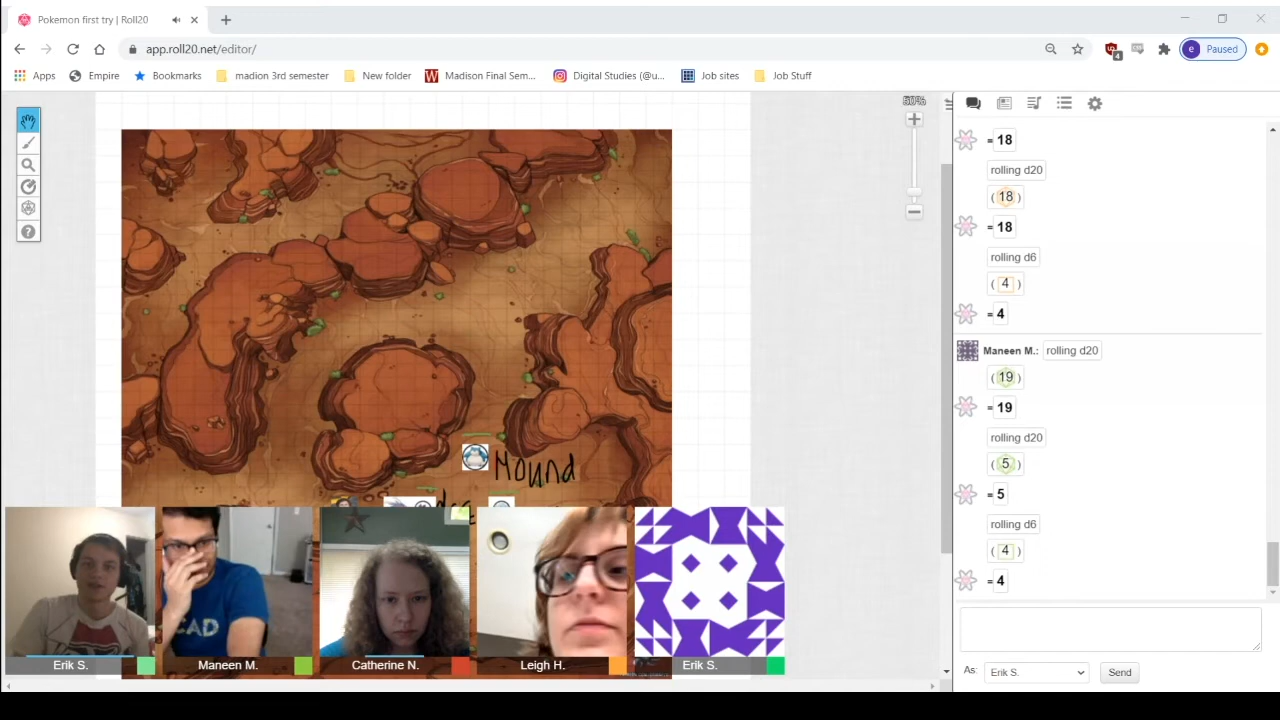 Pokemon first try | Roll20
app.roll20.net/editor/
e Paused
4
Apps Empire Bookmarks madion 3rd semester New folder Madison Final Sem... Digital Studies (@u... Job sites Job Stuff
60%
= 18
rolling d20
( 18 )
= 18
rolling d6
( 4 )
= 4
Maneen M.: rolling d20
( 19 )
= 19
rolling d20
( 5 )
= 5
rolling d6
( 4 )
= 4
Mound
CAD
Erik S. Maneen M. Catherine N. Leigh H. Erik S.
As: Erik S. Send